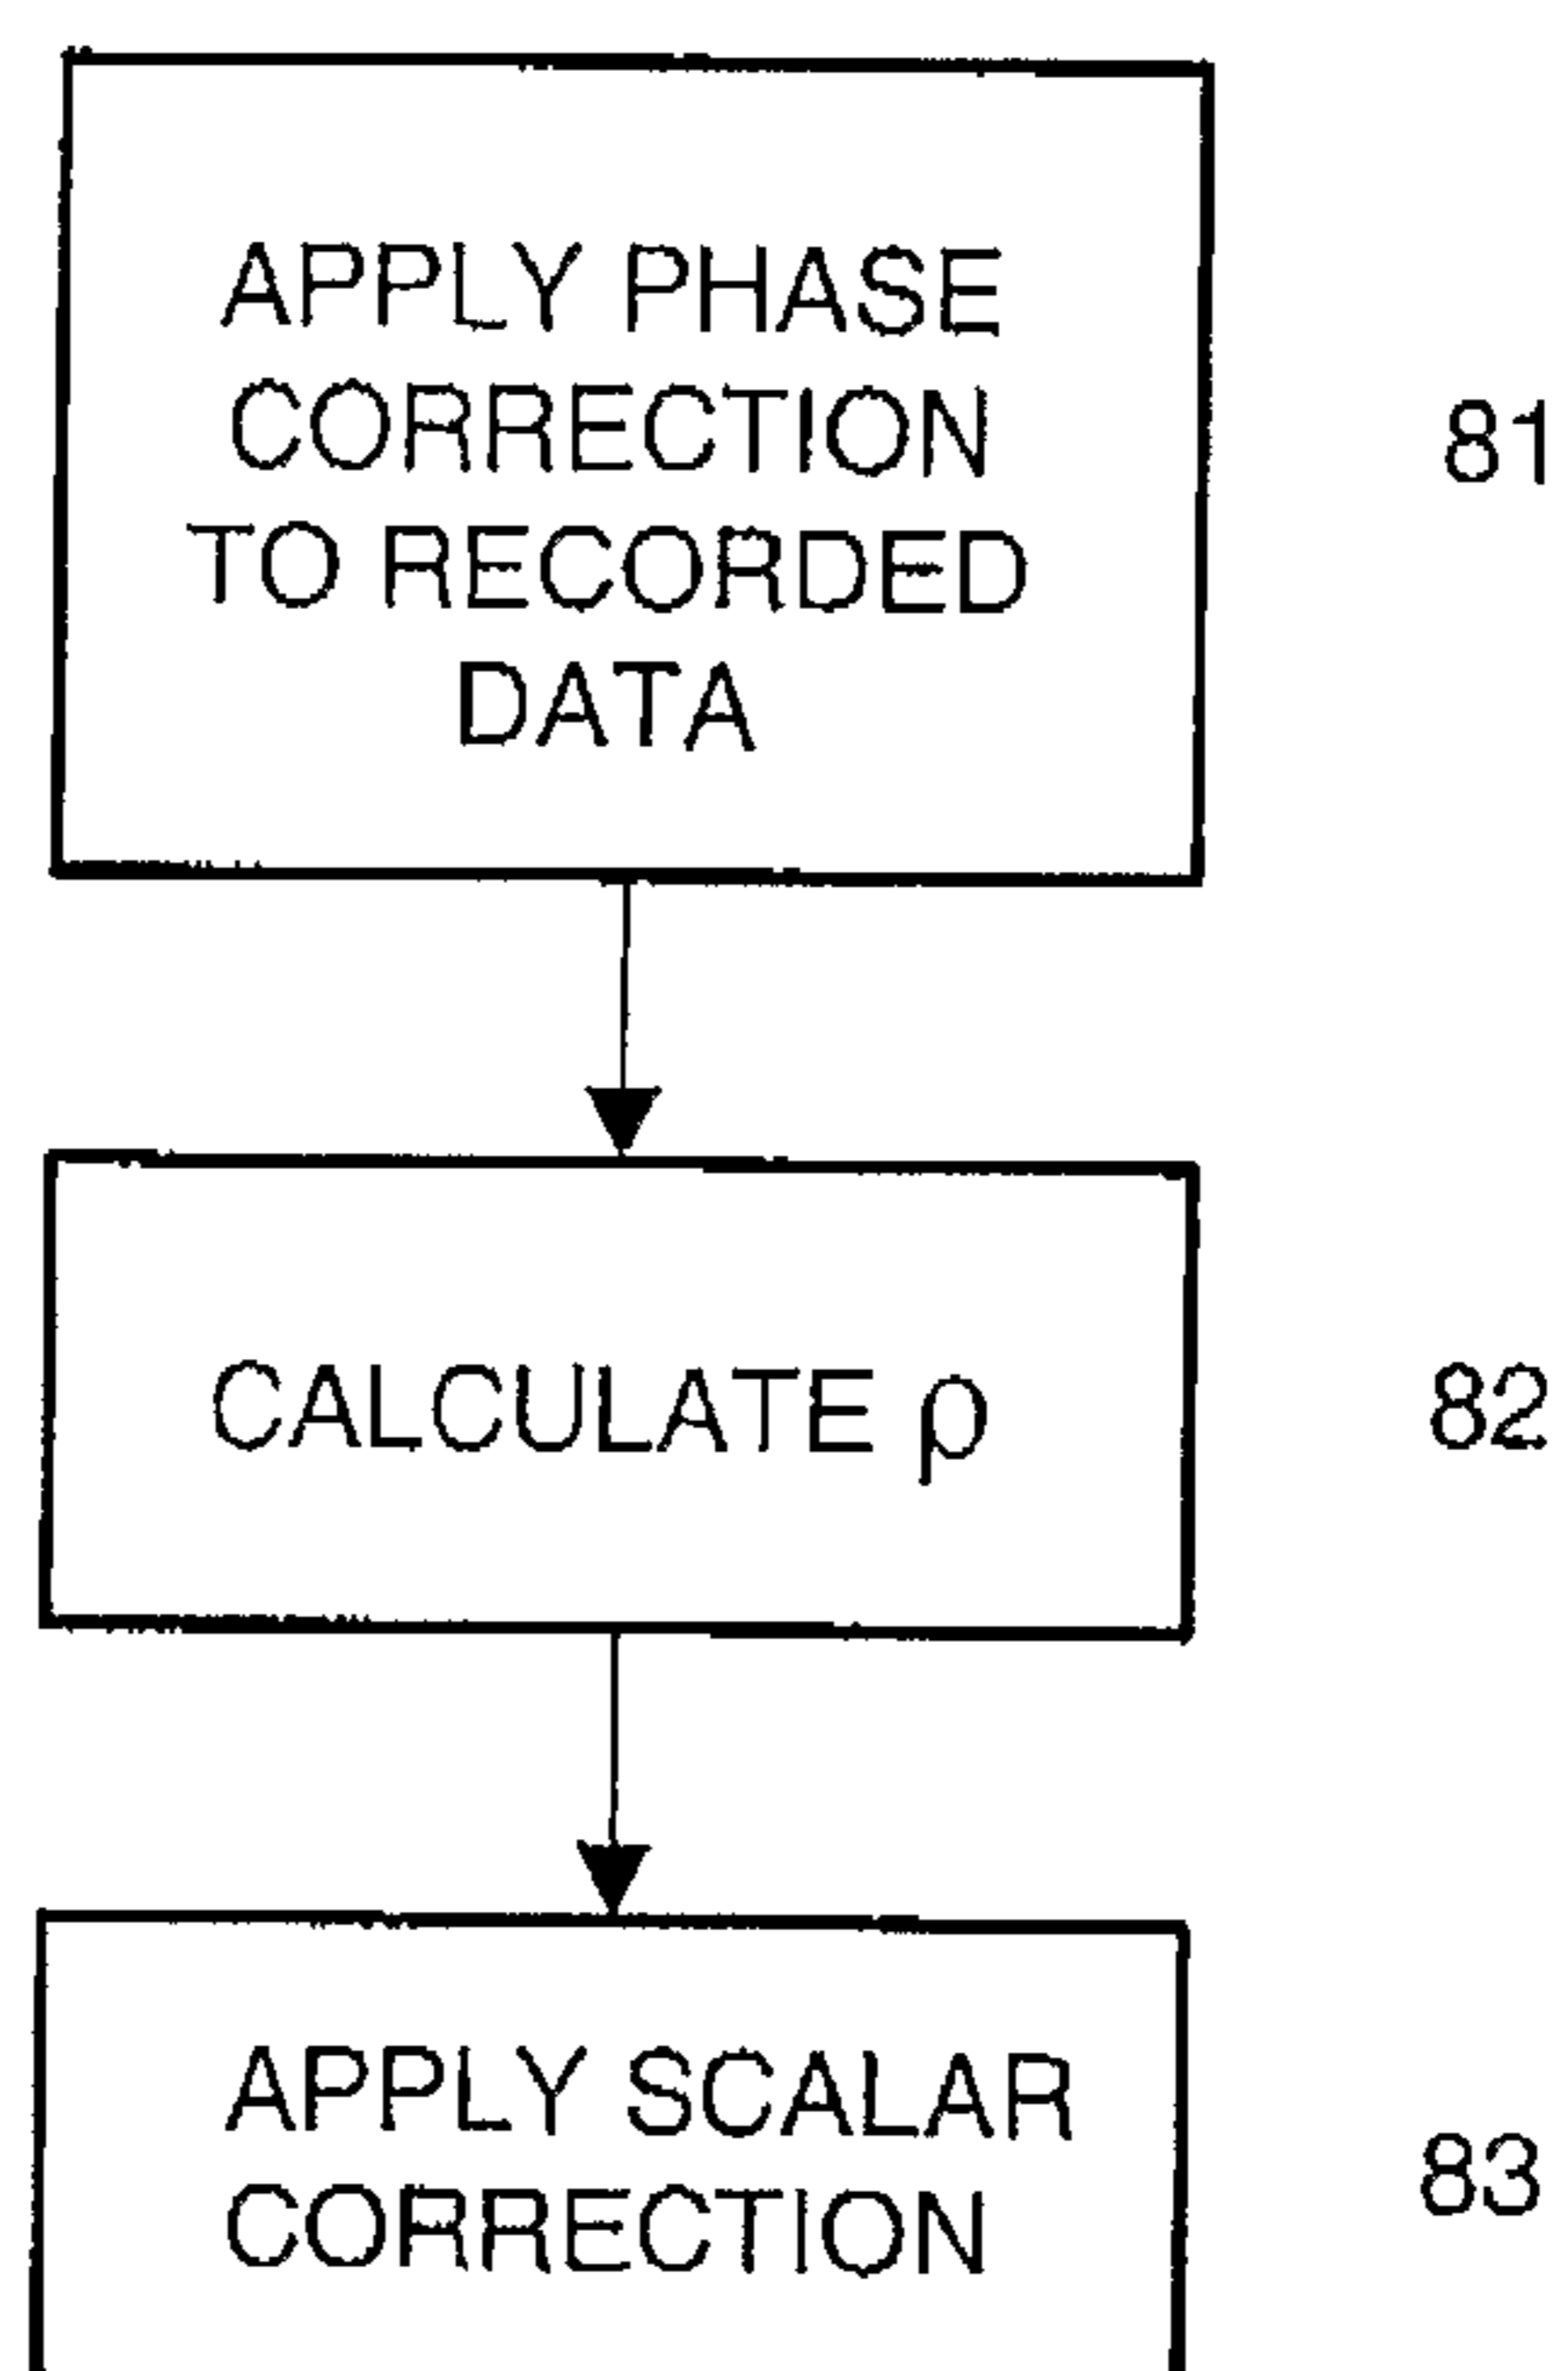 APPLY PHASE
CORRECTION
TO RECORDED
DATA
81
CALCULATE ρ
82
APPLY SCALAR
CORRECTION
83